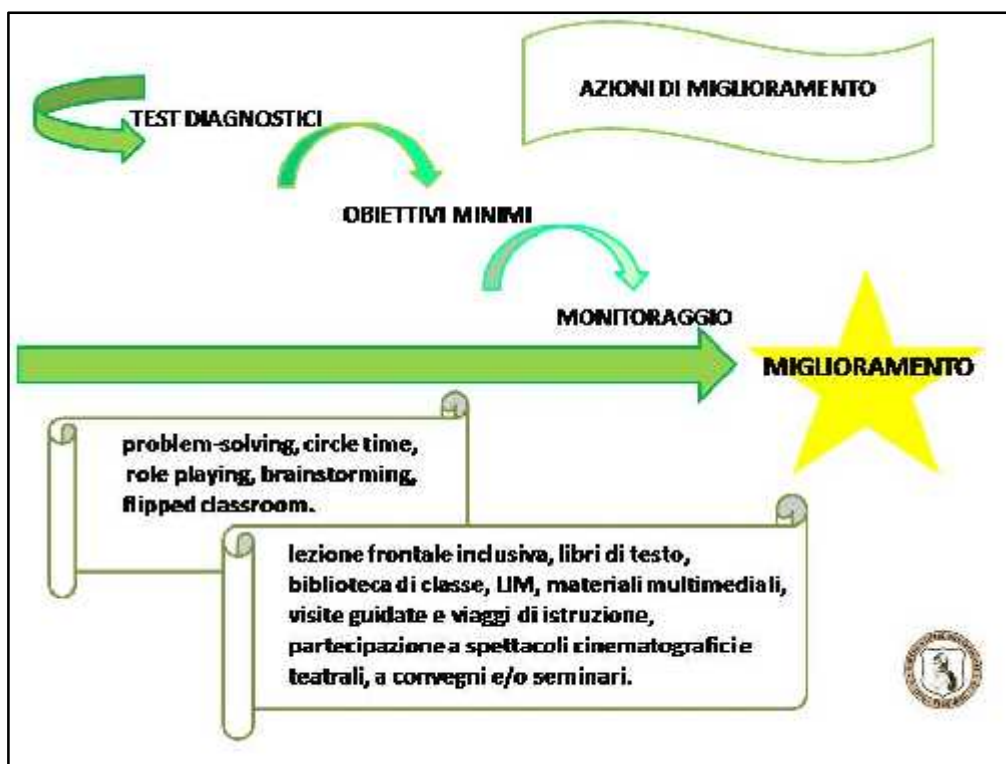 AZIONI DI MIGLIORAMENTO
TEST DIAGNOSTICI
OBIETTIVI MINIMI
MONITORAGGIO
MIGLIORAMENTO
problem-solving, circle time,
role playing, brainstorming,
flipped classroom.
lezione frontale inclusiva, libri di testo,
biblioteca di classe, LIM, materiali multimediali,
visite guidate e viaggi di istruzione,
partecipazione a spettacoli cinematografici e
teatrali, a convegni e/o seminari.